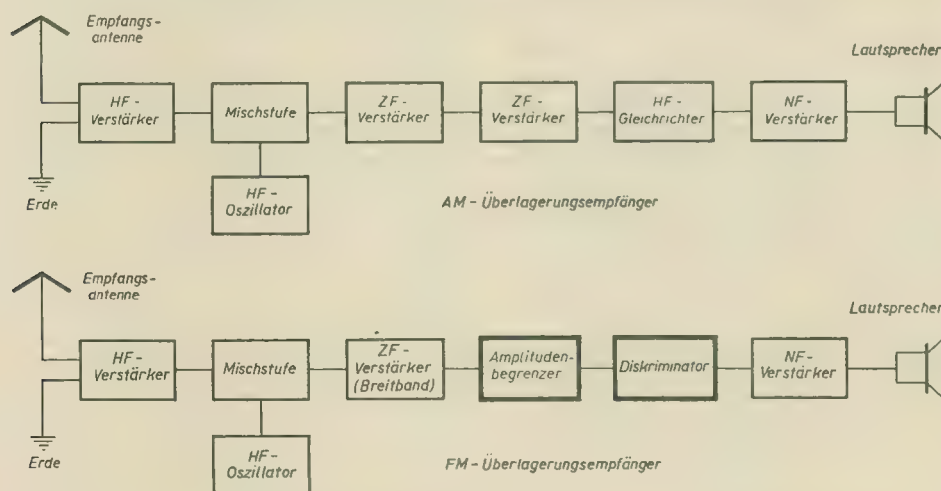 Empfangs-
antenne
Lautsprecher
HF-
Verstärker
Mischstufe
ZF-
Verstärker
ZF-
Verstärker
HF-
Gleichrichter
NF-
Verstärker
HF-
Oszillator
Erde
AM-Überlagerungsempfänger
Empfangs-
antenne
Lautsprecher
HF-
Verstärker
Mischstufe
ZF-
Verstärker
(Breitband)
Amplituden-
begrenzer
Diskriminator
NF-
Verstärker
HF-
Oszillator
Erde
FM-Überlagerungsempfänger